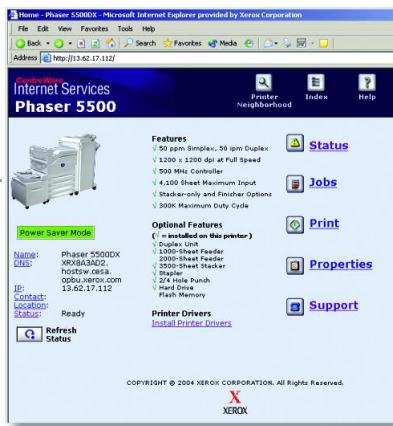 Home - Phaser 5500DX - Microsoft Internet Explorer provided by Xerox Corporation
File Edit View Favorites Tools Help
Back Search Favorites Media
Address http://13.62.17.112/
CentreWare
Internet Services
Phaser 5500
Printer Neighborhood
Index
Help
Power Saver Mode
Name: Phaser 5500DX
DNS: XRX8A3AD2.
hostsw.cesa.
opbu.xerox.com
IP: 13.62.17.112
Contact:
Location:
Status: Ready
Refresh
Status
Features
√ 50 ppm Simplex, 50 ipm Duplex
√ 1200 x 1200 dpi at Full Speed
√ 500 MHz Controller
√ 4,100 Sheet Maximum Input
√ Stacker-only and Finisher Options
√ 300K Maximum Duty Cycle
Optional Features
(√ = installed on this printer)
√ Duplex Unit
√ 1000-Sheet Feeder
2000-Sheet Feeder
√ 3500-Sheet Stacker
√ Stapler
√ 2/4 Hole Punch
√ Hard Drive
Flash Memory
Printer Drivers
Install Printer Drivers
Status
Jobs
Print
Properties
Support
COPYRIGHT © 2004 XEROX CORPORATION. All Rights Reserved.
X
XEROX